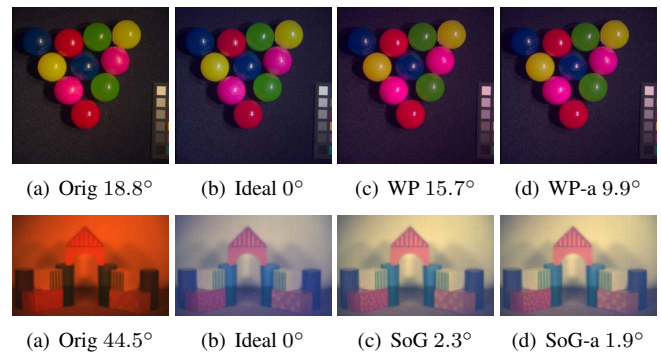 (a) Orig 18.8° (b) Ideal 0° (c) WP 15.7° (d) WP-a 9.9°
(a) Orig 44.5° (b) Ideal 0° (c) SoG 2.3° (d) SoG-a 1.9°